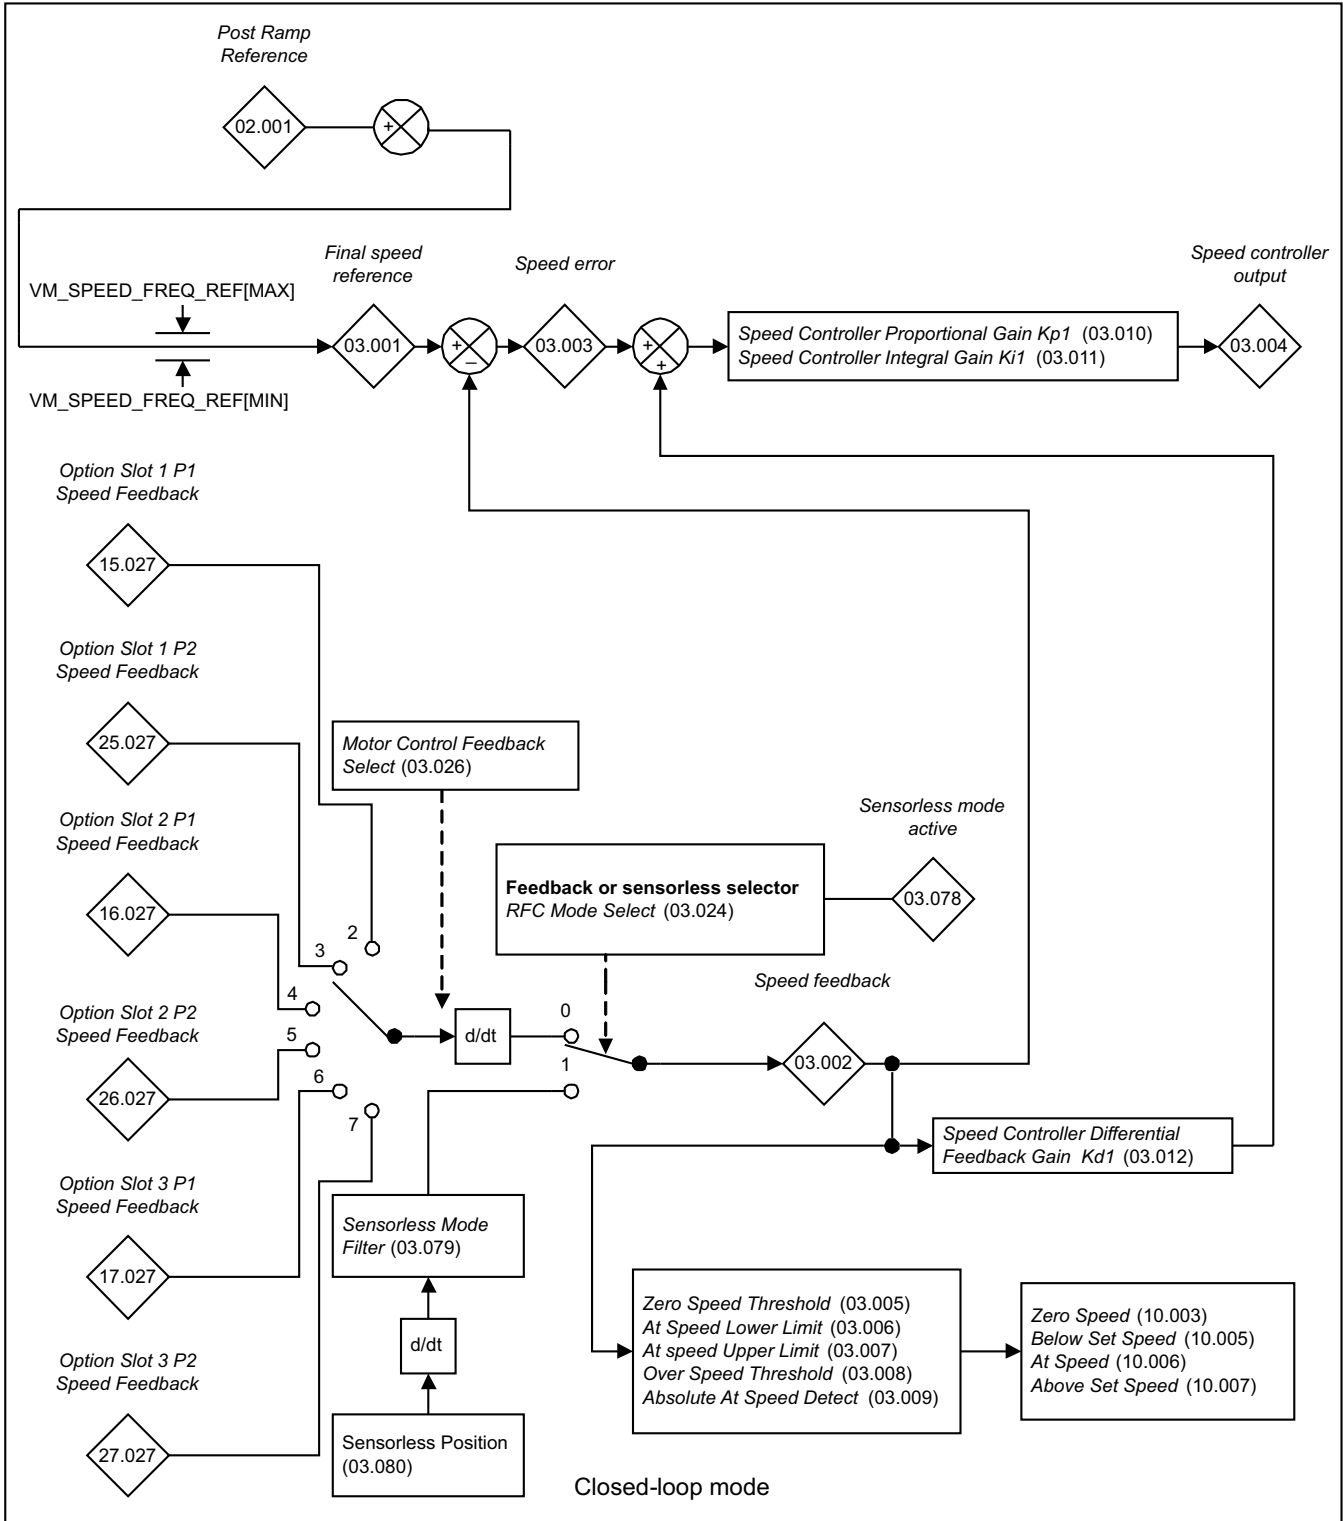 Post Ramp
Reference
02.001
+
Final speed
reference
Speed error
Speed controller
output
VM_SPEED_FREQ_REF[MAX]
03.001
+
–
03.003
+
+
Speed Controller Proportional Gain Kp1 (03.010)
Speed Controller Integral Gain Ki1 (03.011)
03.004
VM_SPEED_FREQ_REF[MIN]
Option Slot 1 P1
Speed Feedback
15.027
Option Slot 1 P2
Speed Feedback
25.027
Motor Control Feedback
Select (03.026)
Option Slot 2 P1
Speed Feedback
16.027
Sensorless mode
active
Feedback or sensorless selector
RFC Mode Select (03.024)
03.078
2
3
4
5
6
7
Option Slot 2 P2
Speed Feedback
26.027
d/dt
0
1
Speed feedback
03.002
Speed Controller Differential
Feedback Gain Kd1 (03.012)
Option Slot 3 P1
Speed Feedback
17.027
Sensorless Mode
Filter (03.079)
d/dt
Option Slot 3 P2
Speed Feedback
27.027
Sensorless Position
(03.080)
Zero Speed Threshold (03.005)
At Speed Lower Limit (03.006)
At speed Upper Limit (03.007)
Over Speed Threshold (03.008)
Absolute At Speed Detect (03.009)
Zero Speed (10.003)
Below Set Speed (10.005)
At Speed (10.006)
Above Set Speed (10.007)
Closed-loop mode